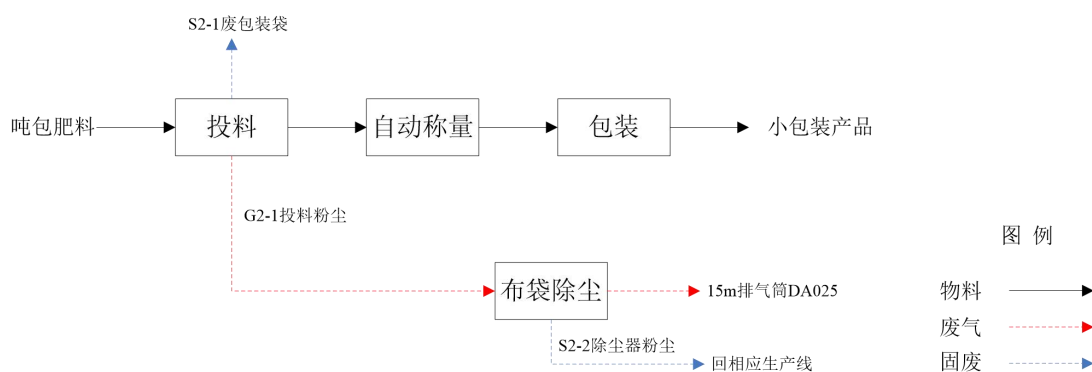 S2-1废包装袋
吨包肥料
投料
自动称量
包装
小包装产品
G2-1投料粉尘
图 例
布袋除尘
15m排气筒DA025
物料
废气
S2-2除尘器粉尘
回相应生产线
固废